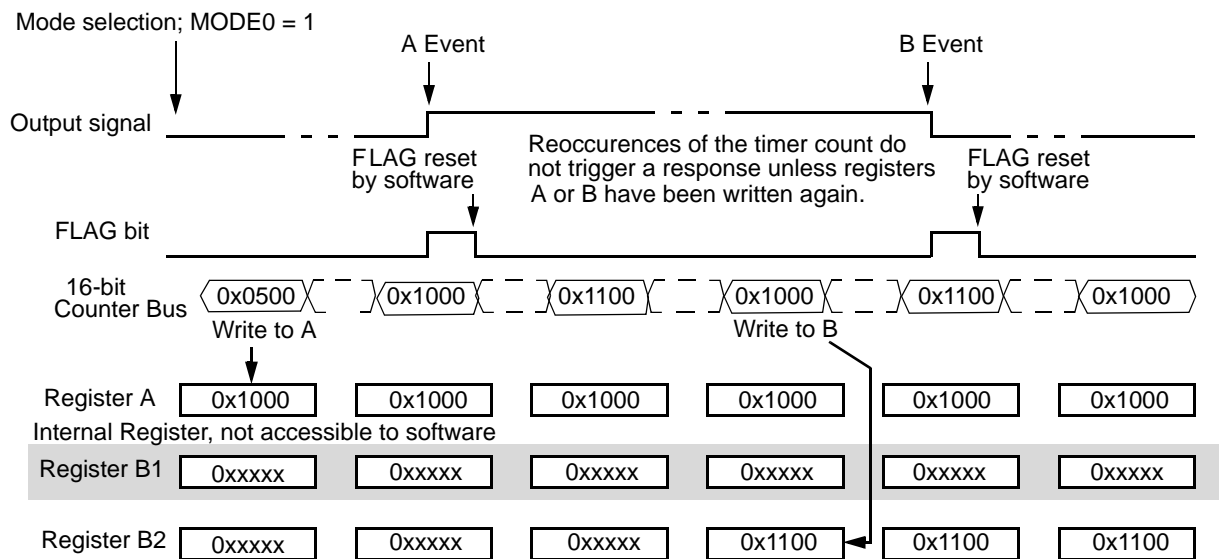 Mode selection; MODE0 = 1
A Event
B Event
Output signal
FLAG reset
by software
Reoccurences of the timer count do
not trigger a response unless registers
A or B have been written again.
FLAG reset
by software
FLAG bit
16-bit
Counter Bus
0x0500 0x1000 0x1100 0x1000 0x1100 0x1000
Write to A
Write to B
Register A 0x1000 0x1000 0x1000 0x1000 0x1000 0x1000
Internal Register, not accessible to software
Register B1 0xxxxx 0xxxxx 0xxxxx 0xxxxx 0xxxxx 0xxxxx
Register B2 0xxxxx 0xxxxx 0xxxxx 0x1100 0x1100 0x1100